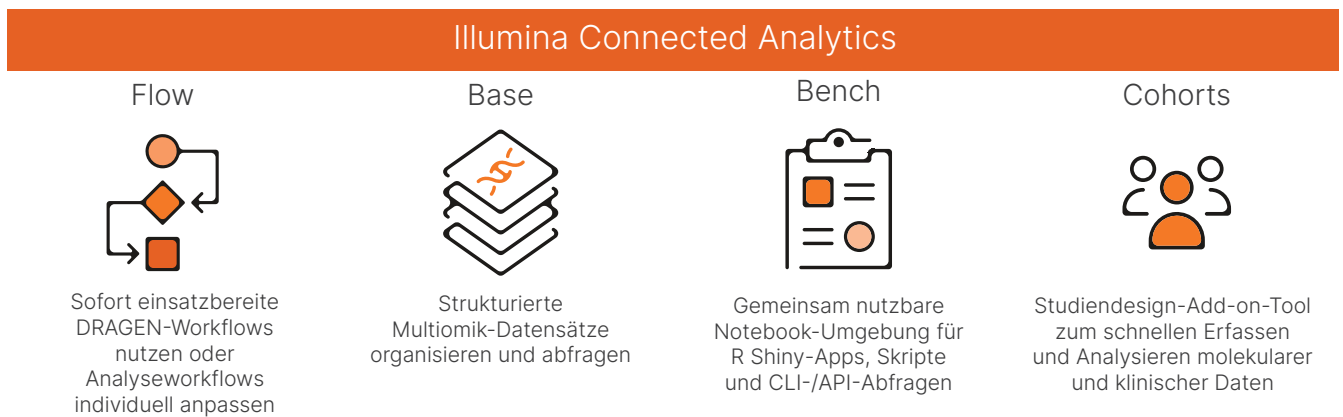 Illumina Connected Analytics
Flow
Sofort einsatzbereite
DRAGEN-Workflows
nutzen oder
Analyseworkflows
individuell anpassen
Base
Strukturierte
Multiomik-Datensätze
organisieren und abfragen
Bench
Gemeinsam nutzbare
Notebook-Umgebung für
R Shiny-Apps, Skripte
und CLI-/API-Abfragen
Cohorts
Studiendesign-Add-on-Tool
zum schnellen Erfassen
und Analysieren molekularer
und klinischer Daten